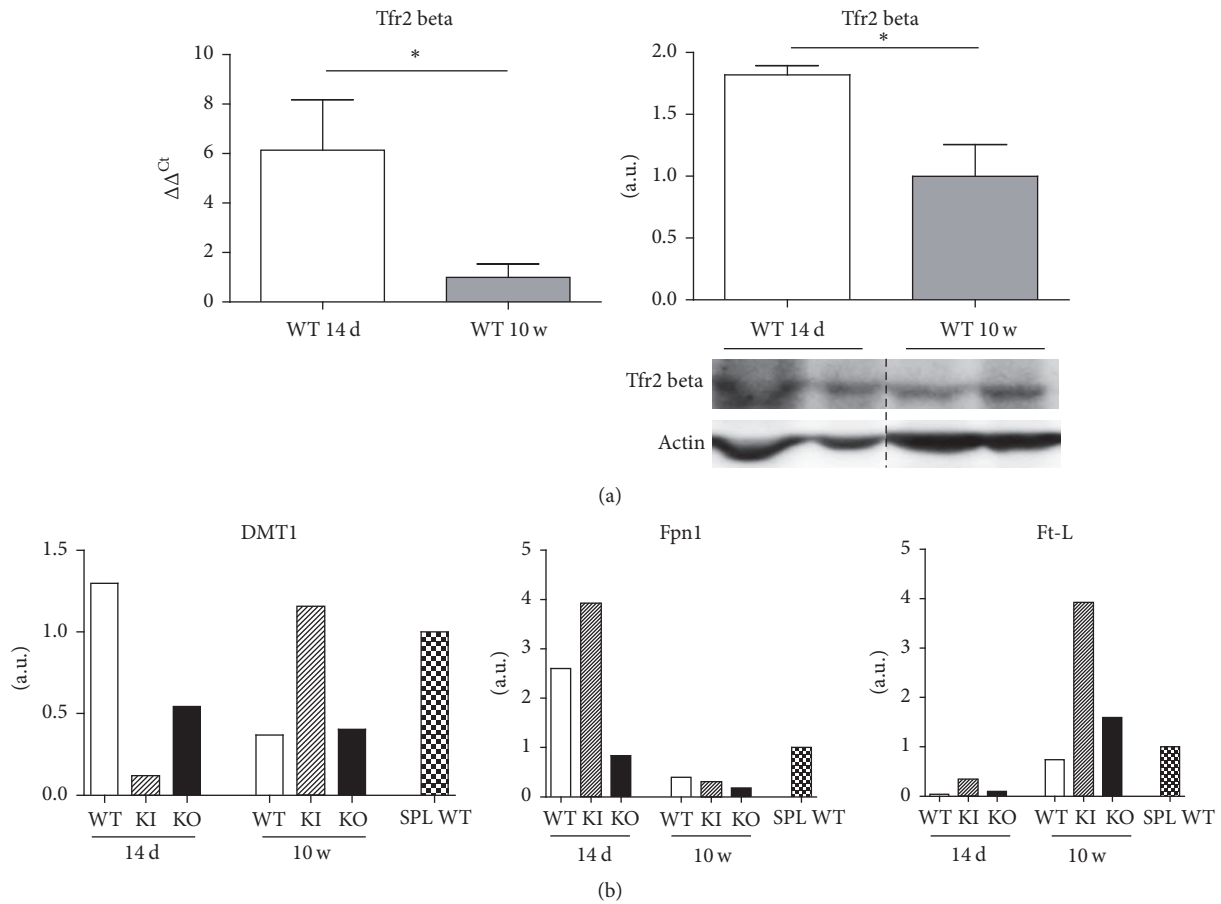 Tfr2 beta
10
8
6
4
2
0
ΔΔCt
*
WT 14 d
WT 10 w
Tfr2 beta
2.0
1.5
1.0
0.5
0.0
(a.u.)
*
WT 14 d
WT 10 w
Tfr2 beta
Actin
(a)
DMT1
1.5
1.0
0.5
0.0
(a.u.)
WT KI KO WT KI KO SPL WT
14 d 10 w
Fpn1
5
4
3
2
1
0
(a.u.)
WT KI KO WT KI KO SPL WT
14 d 10 w
Ft-L
5
4
3
2
1
0
(a.u.)
WT KI KO WT KI KO SPL WT
14 d 10 w
(b)